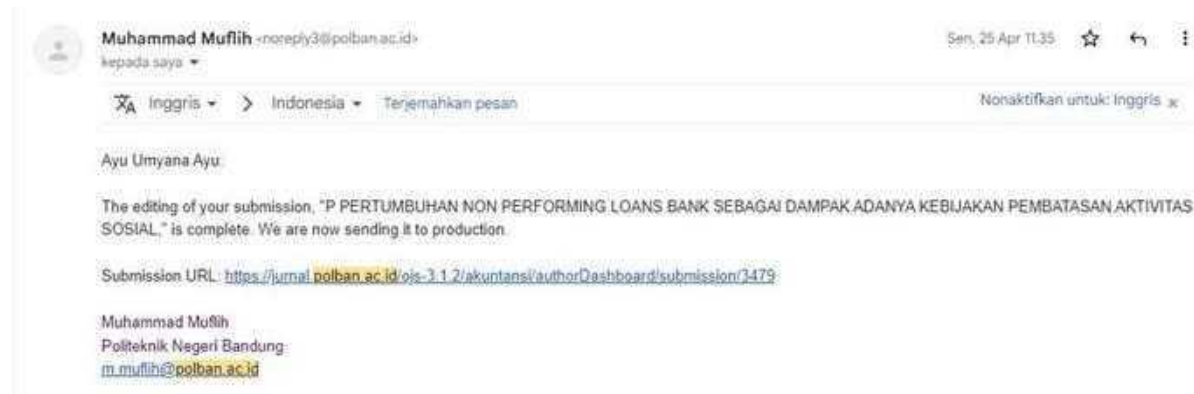 Muhammad Muflih <noreply3@polban.ac.id>
Sen, 25 Apr 11.35
kepada saya
Inggris > Indonesia Terjemahkan pesan
Nonaktifkan untuk: Inggris x
Ayu Umyana Ayu:
The editing of your submission, "P PERTUMBUHAN NON PERFORMING LOANS BANK SEBAGAI DAMPAK ADANYA KEBIJAKAN PEMBATASAN AKTIVITAS
SOSIAL," is complete. We are now sending it to production.
Submission URL: https://jurnal.polban.ac.id/ojs-3.1.2/akuntansi/authorDashboard/submission/3479
Muhammad Muflih
Politeknik Negeri Bandung
m.muflih@polban.ac.id